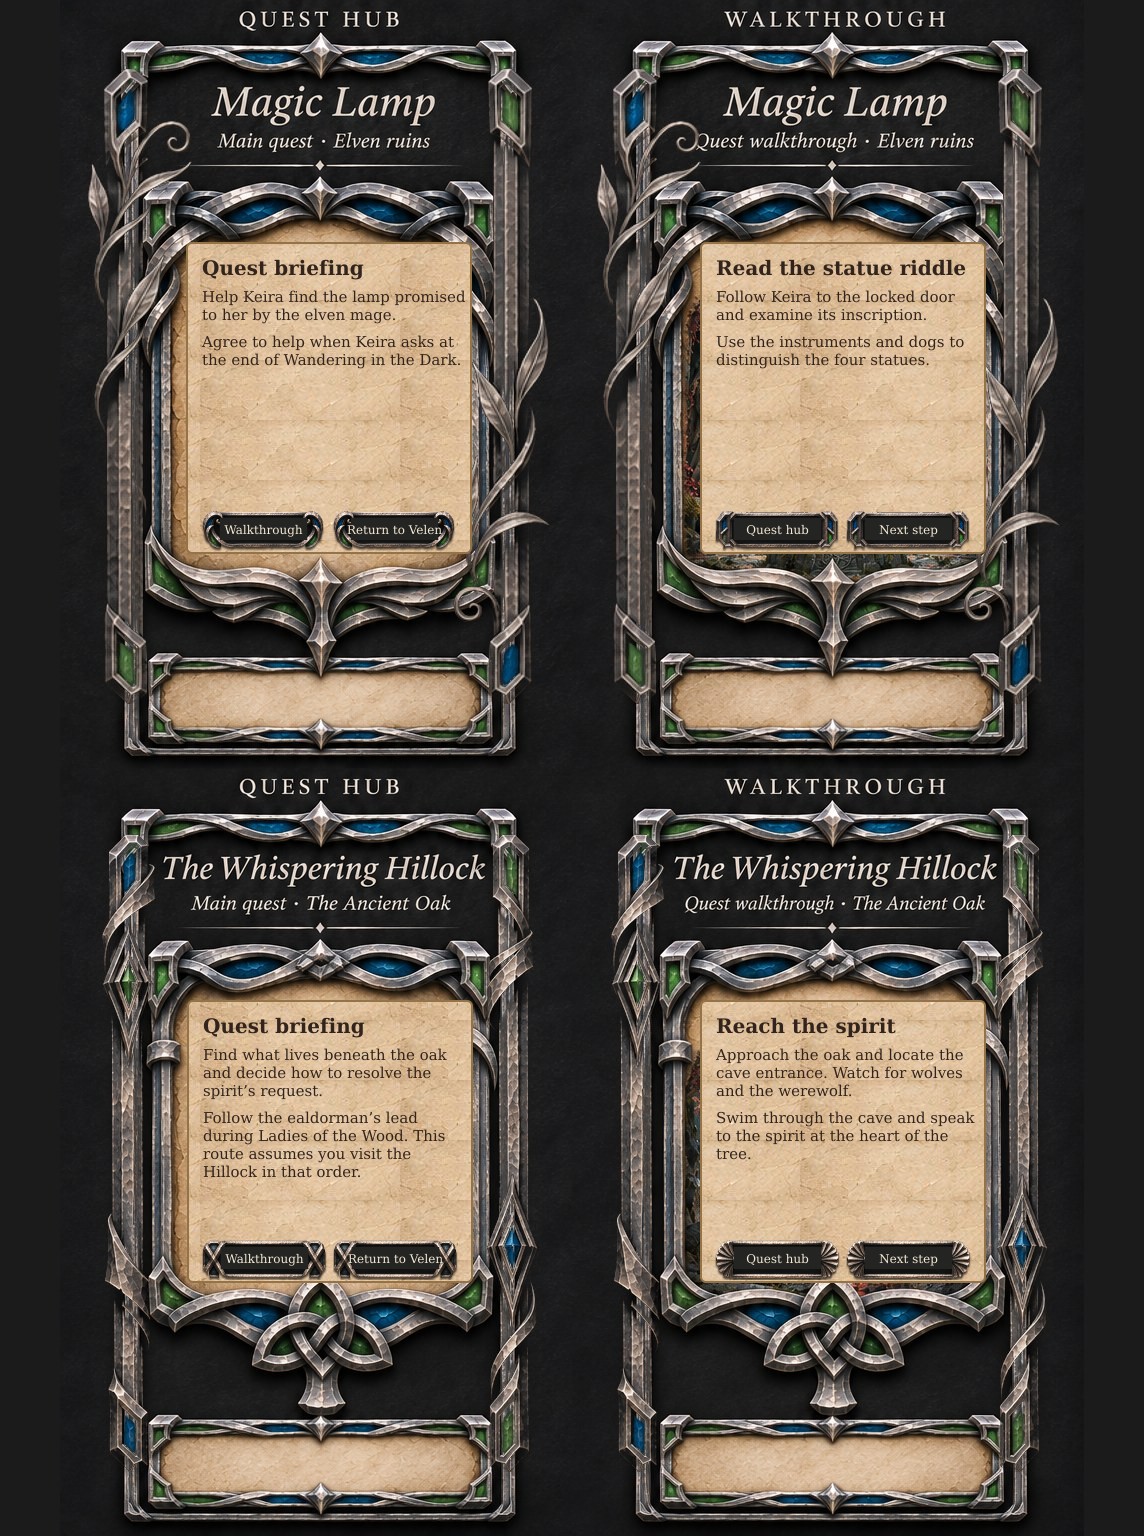 QUEST HUB
Magic Lamp
Main quest · Elven ruins
Quest briefing
Help Keira find the lamp promised
to her by the elven mage.
Agree to help when Keira asks at
the end of Wandering in the Dark.
Walkthrough
Return to Velen
WALKTHROUGH
Magic Lamp
Quest walkthrough · Elven ruins
Read the statue riddle
Follow Keira to the locked door
and examine its inscription.
Use the instruments and dogs to
distinguish the four statues.
Quest hub
Next step
QUEST HUB
The Whispering Hillock
Main quest · The Ancient Oak
Quest briefing
Find what lives beneath the oak
and decide how to resolve the
spirit’s request.
Follow the ealdorman’s lead
during Ladies of the Wood. This
route assumes you visit the
Hillock in that order.
Walkthrough
Return to Velen
WALKTHROUGH
The Whispering Hillock
Quest walkthrough · The Ancient Oak
Reach the spirit
Approach the oak and locate the
cave entrance. Watch for wolves
and the werewolf.
Swim through the cave and speak
to the spirit at the heart of the
tree.
Quest hub
Next step